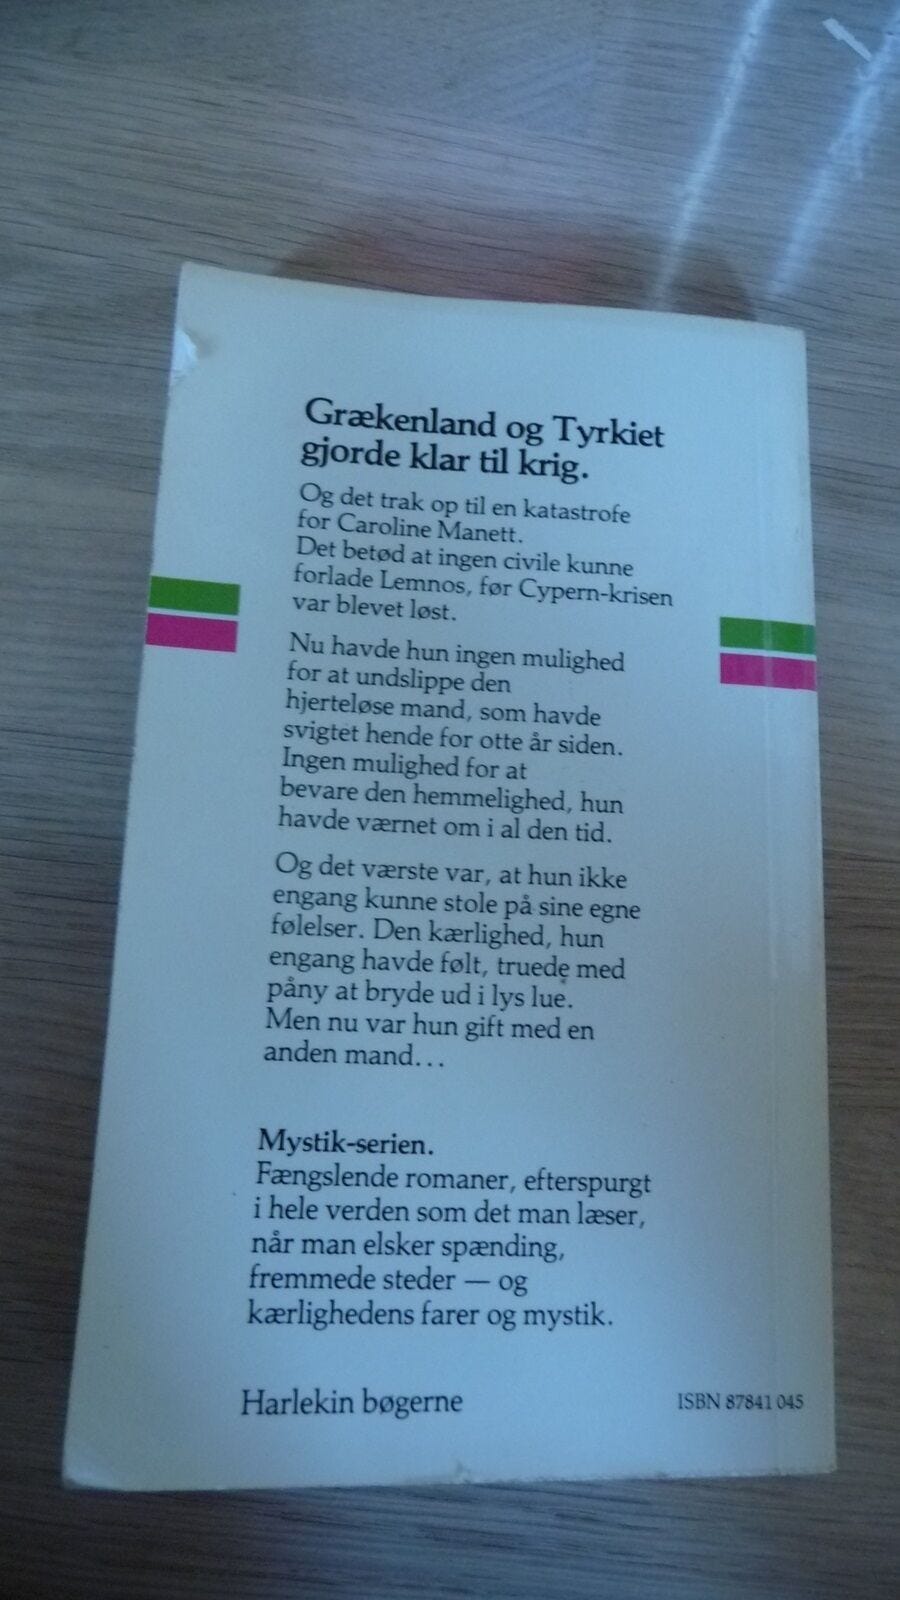 Grækenland og Tyrkiet
gjorde klar til krig.
Og det trak op til en katastrofe
for Caroline Manett.
Det betød at ingen civile kunne
forlade Lemnos, før Cypern-krisen
var blevet løst.
Nu havde hun ingen mulighed
for at undslippe den
hjerteløse mand, som havde
svigtet hende for otte år siden.
Ingen mulighed for at
bevare den hemmelighed, hun
havde værnet om i al den tid.
Og det værste var, at hun ikke
engang kunne stole på sine egne
følelser. Den kærlighed, hun
engang havde følt, truede med
påny at bryde ud i lys lue.
Men nu var hun gift med en
anden mand...
Mystik-serien.
Fængslende romaner, efterspurgt
i hele verden som det man læser,
når man elsker spænding,
fremmede steder — og
kærlighedens farer og mystik.
Harlekin bøgerne
ISBN 87841 045